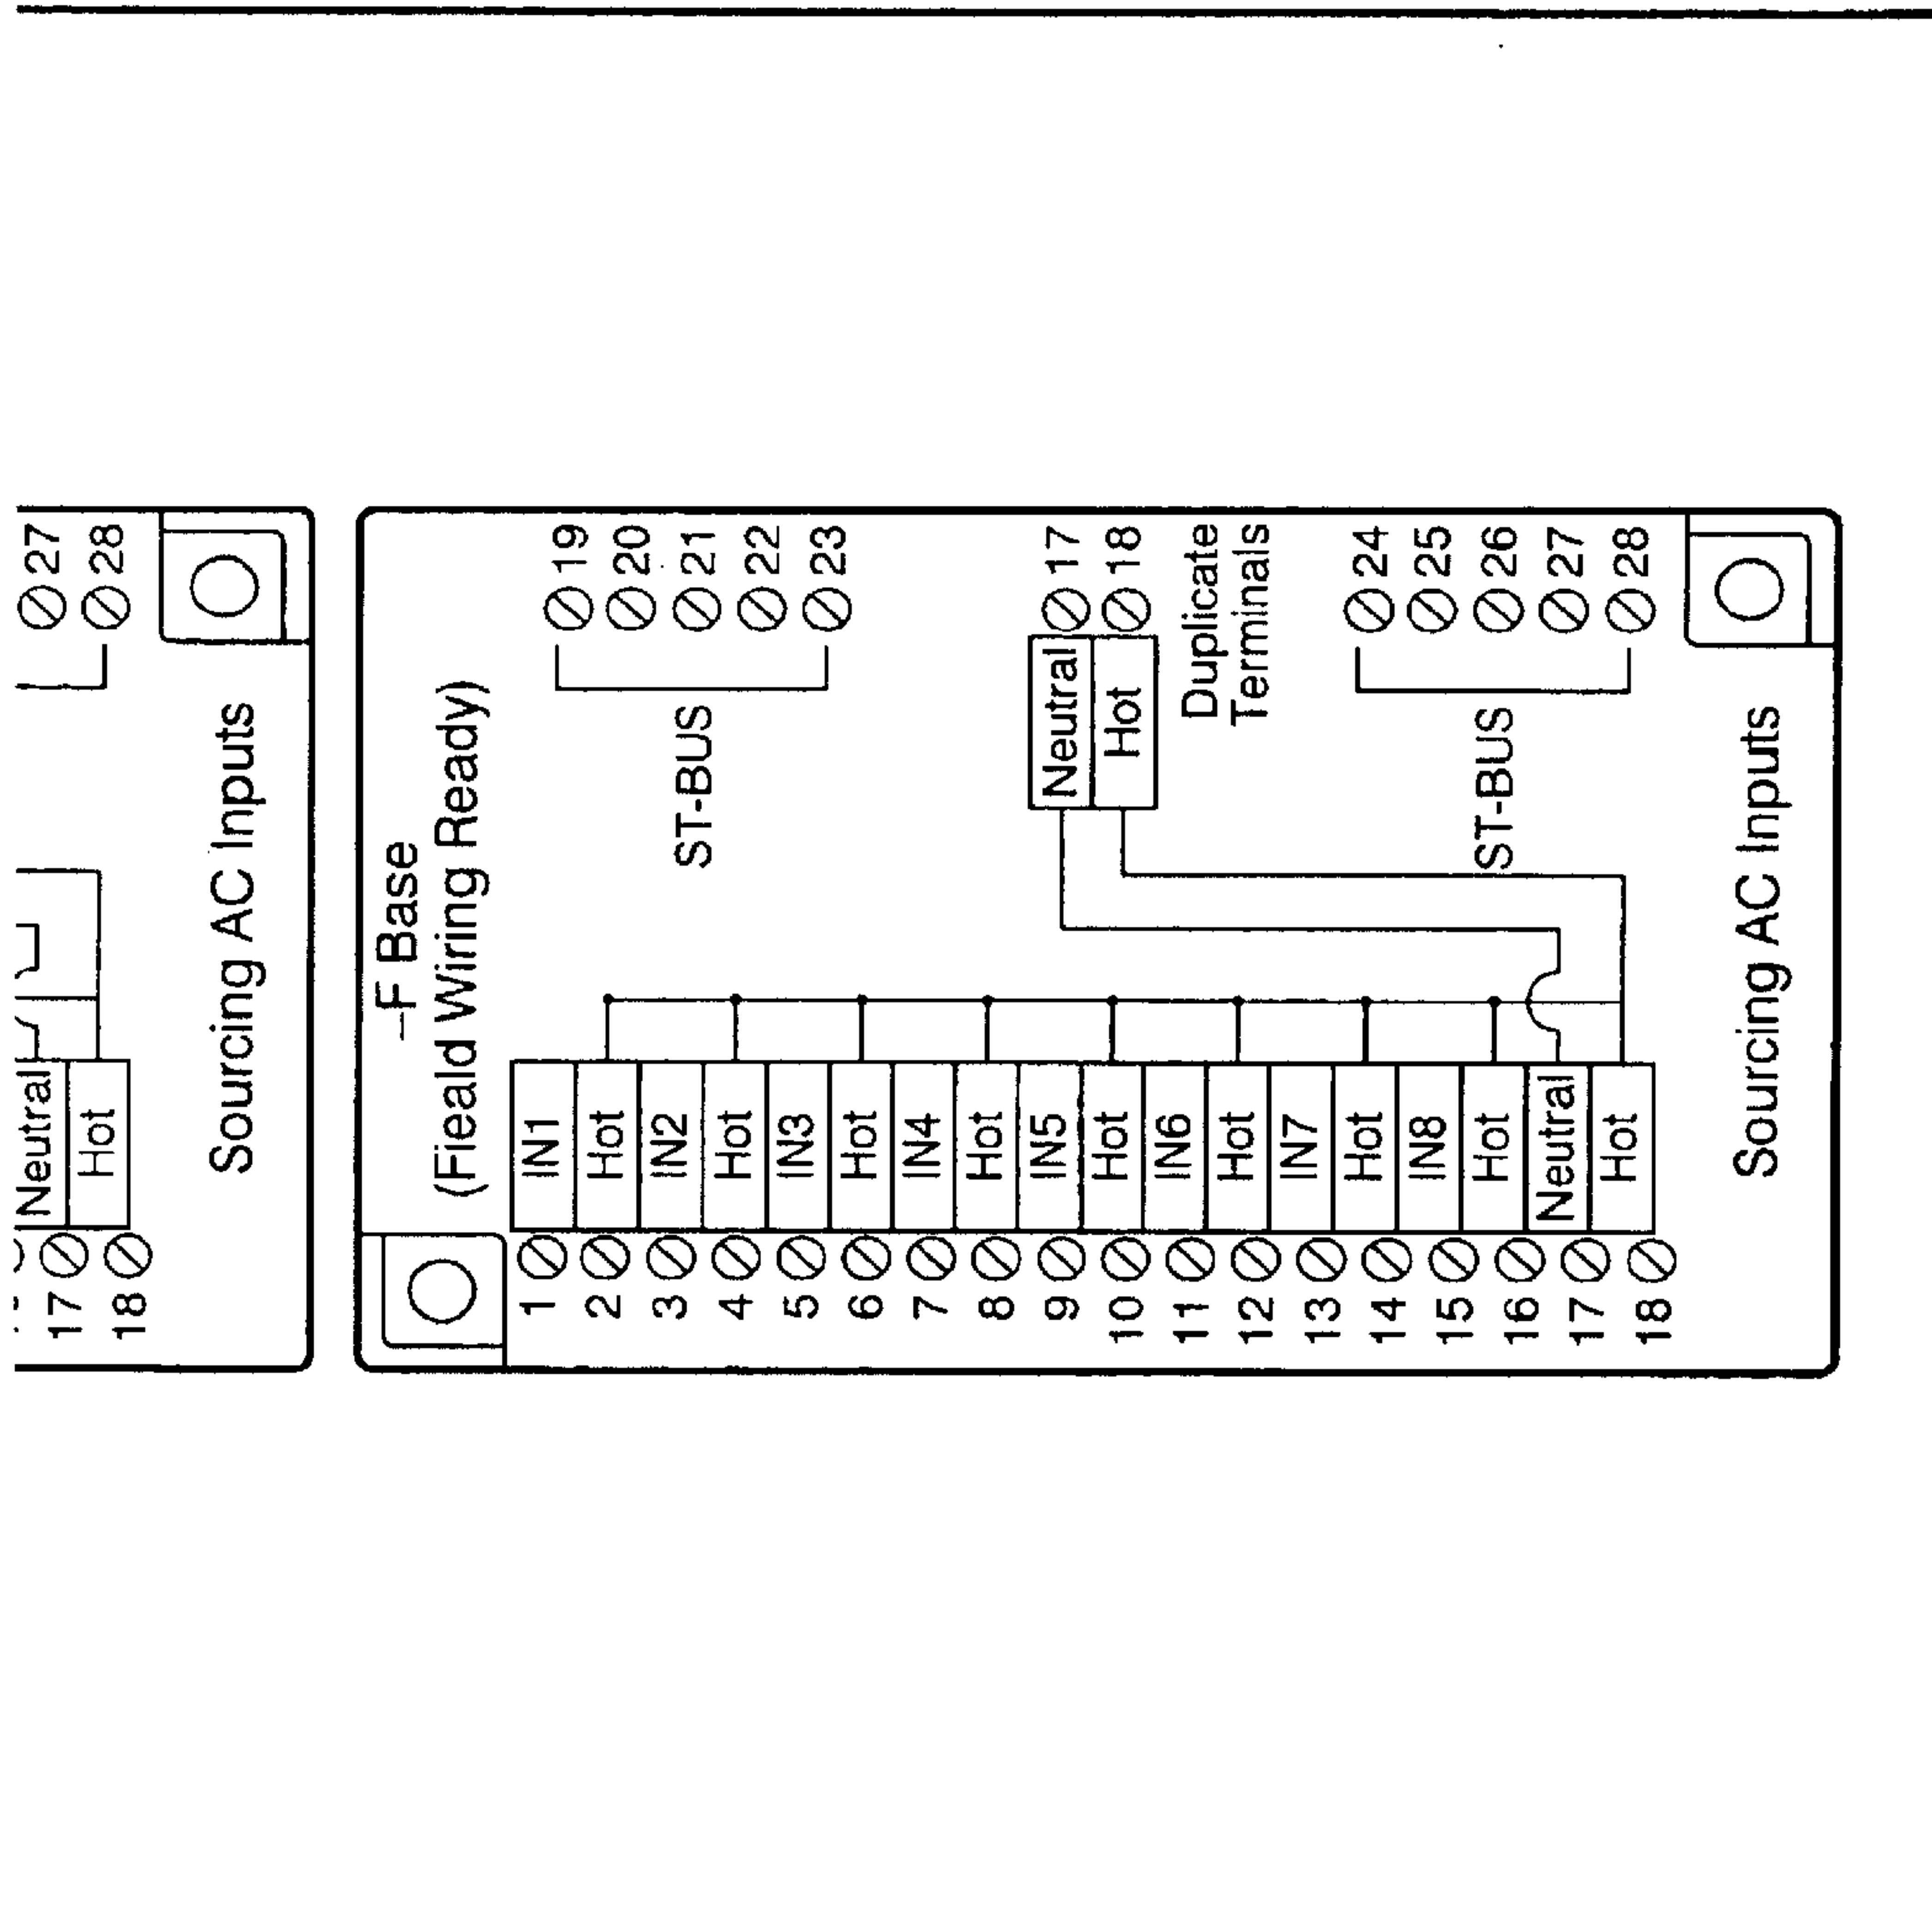 27
28
Neutral
Hot
17
18
Sourcing AC Inputs
–F Base
(Fieald Wiring Ready)
19
20
21
22
23
ST-BUS
17
18
Neutral
Hot
Duplicate
Terminals
24
25
26
27
28
ST-BUS
IN1
Hot
IN2
Hot
IN3
Hot
IN4
Hot
IN5
Hot
IN6
Hot
IN7
Hot
IN8
Hot
Neutral
Hot
1
2
3
4
5
6
7
8
9
10
11
12
13
14
15
16
17
18
Sourcing AC Inputs